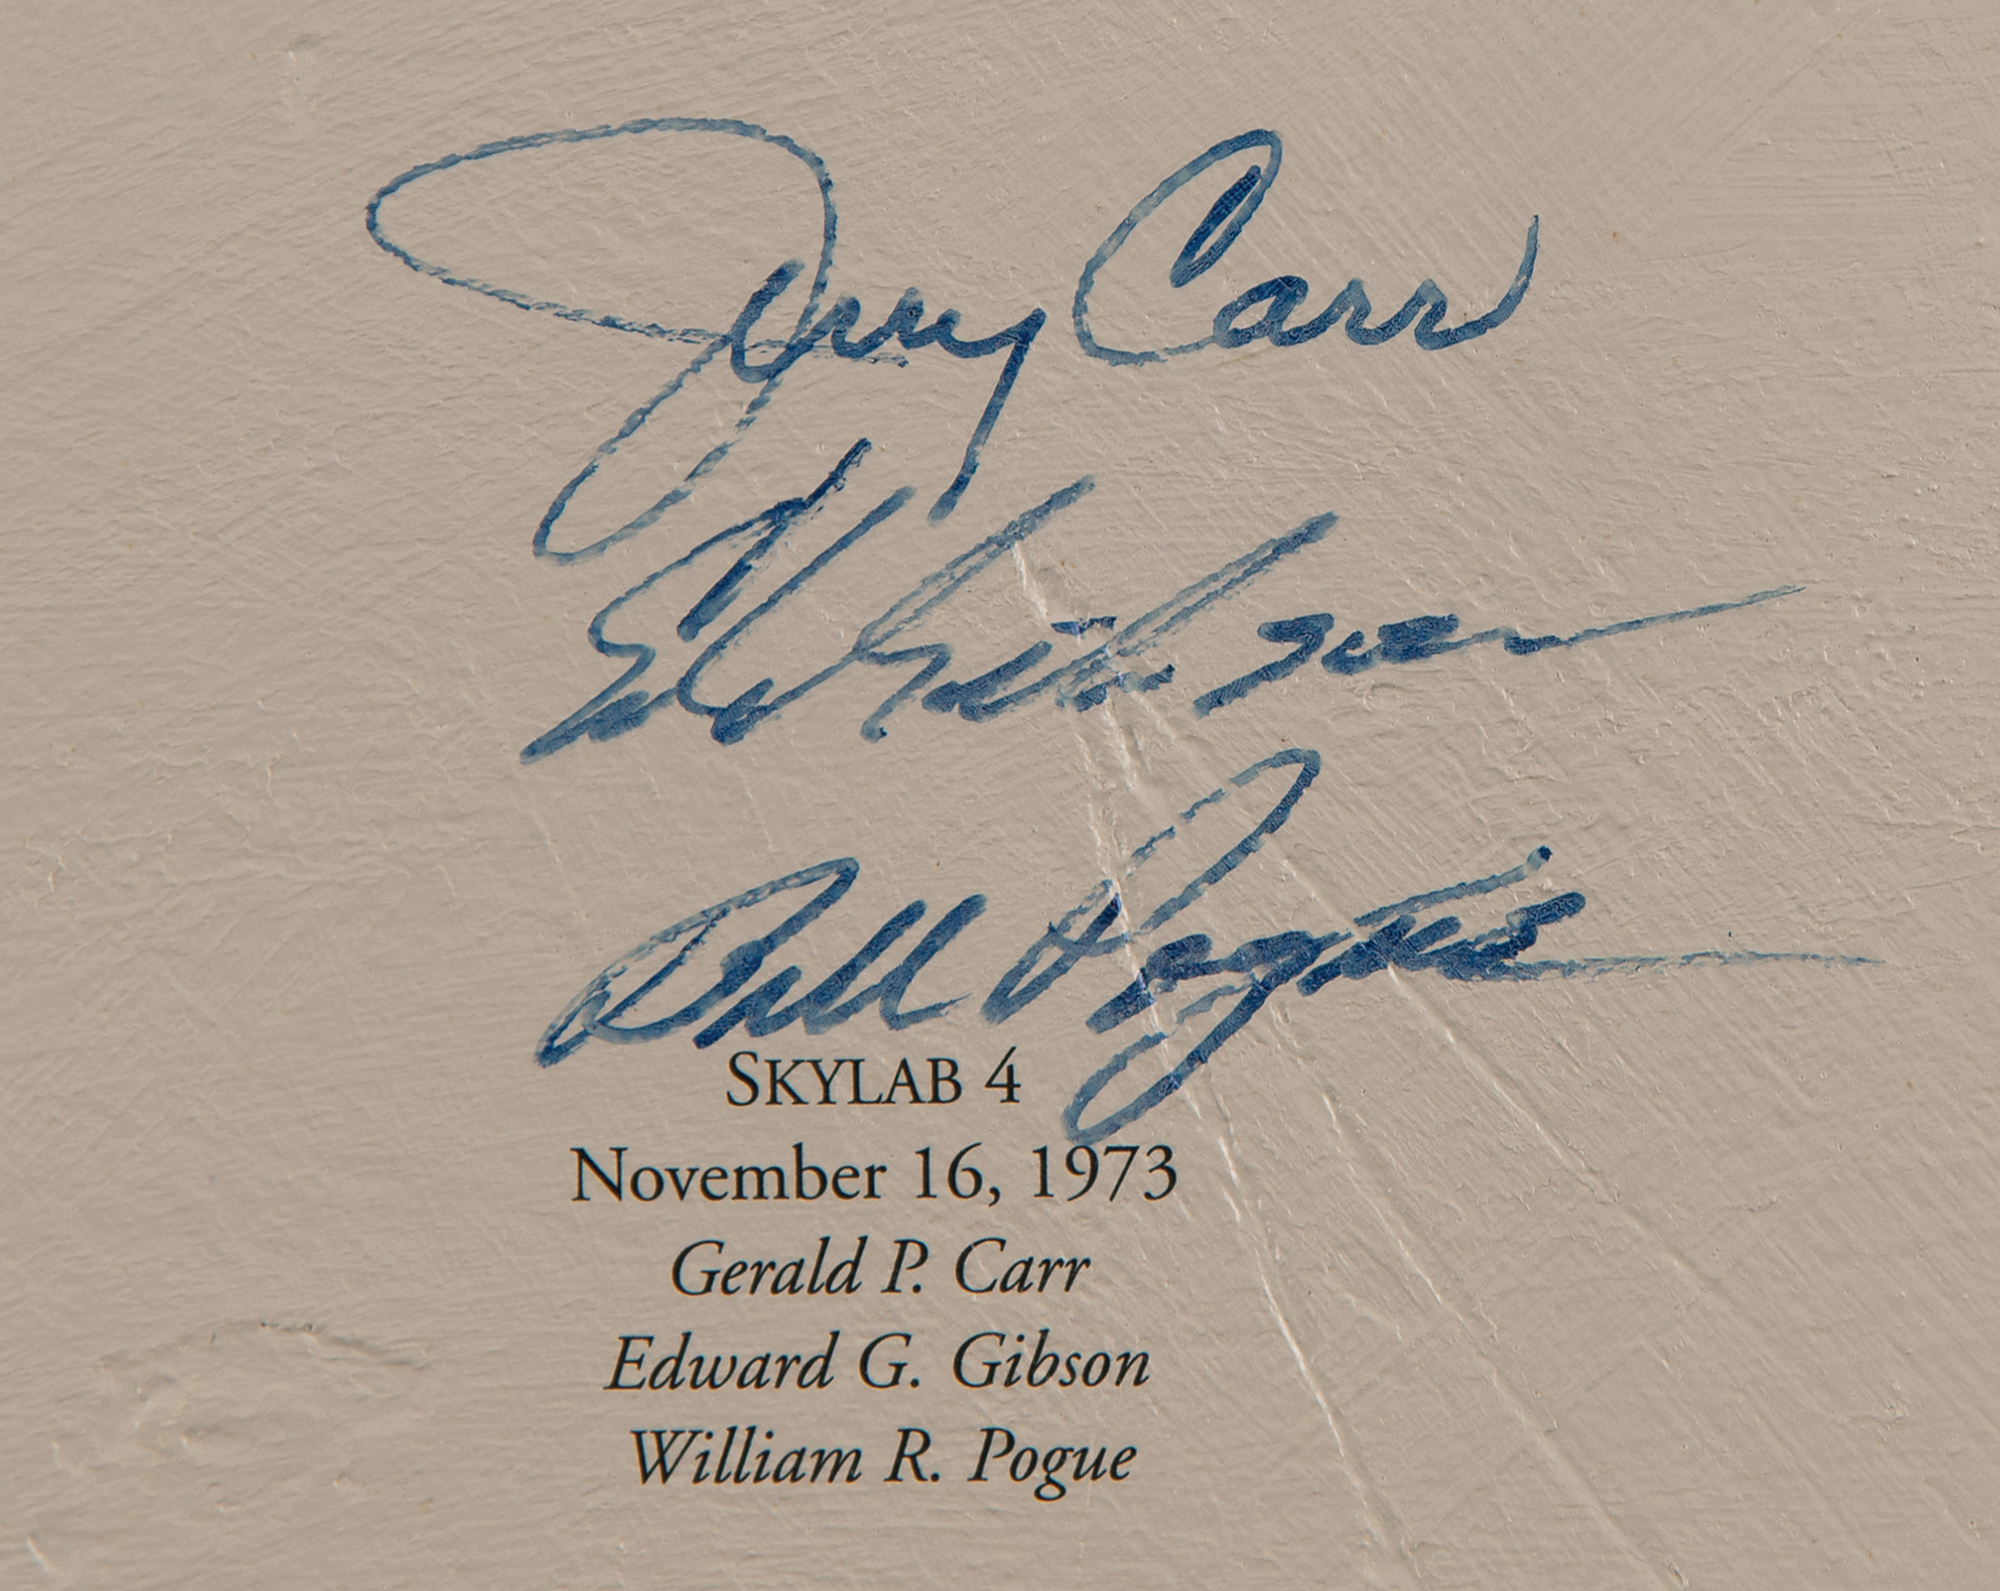 Jerry Carr
Ed Gibson
Bill Pogue
SKYLAB 4
November 16, 1973
Gerald P. Carr
Edward G. Gibson
William R. Pogue